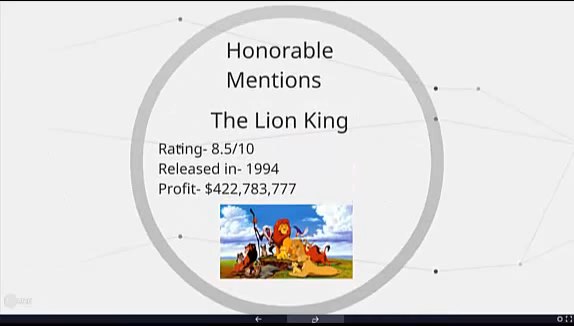 Honorable
Mentions
The Lion King
Rating- 8.5/10
Released in- 1994
Profit- $422,783,777